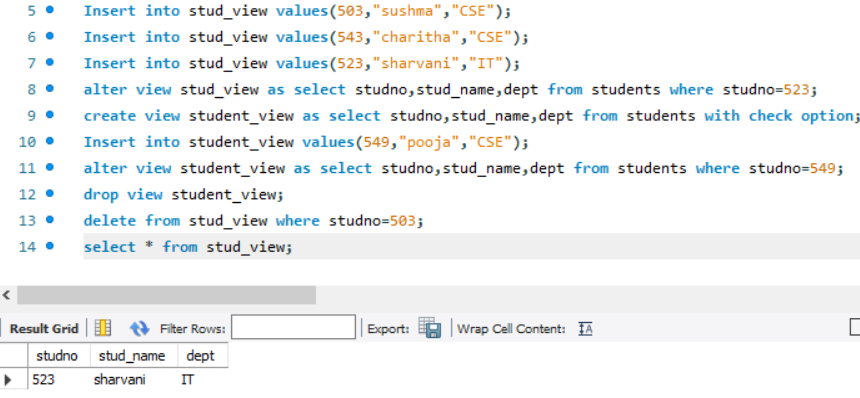 5 Insert into stud_view values(503,"sushma","CSE");
6 Insert into stud_view values(543,"charitha","CSE");
7 Insert into stud_view values(523,"sharvani","IT");
8 alter view stud_view as select studno,stud_name,dept from students where studno=523;
9 create view student_view as select studno,stud_name,dept from students with check option;
10 Insert into student_view values(549,"pooja","CSE");
11 alter view student_view as select studno,stud_name,dept from students where studno=549;
12 drop view student_view;
13 delete from stud_view where studno=503;
14 select * from stud_view;
Result Grid Filter Rows: Export: Wrap Cell Content: IA
studno stud_name dept
523 sharvani IT